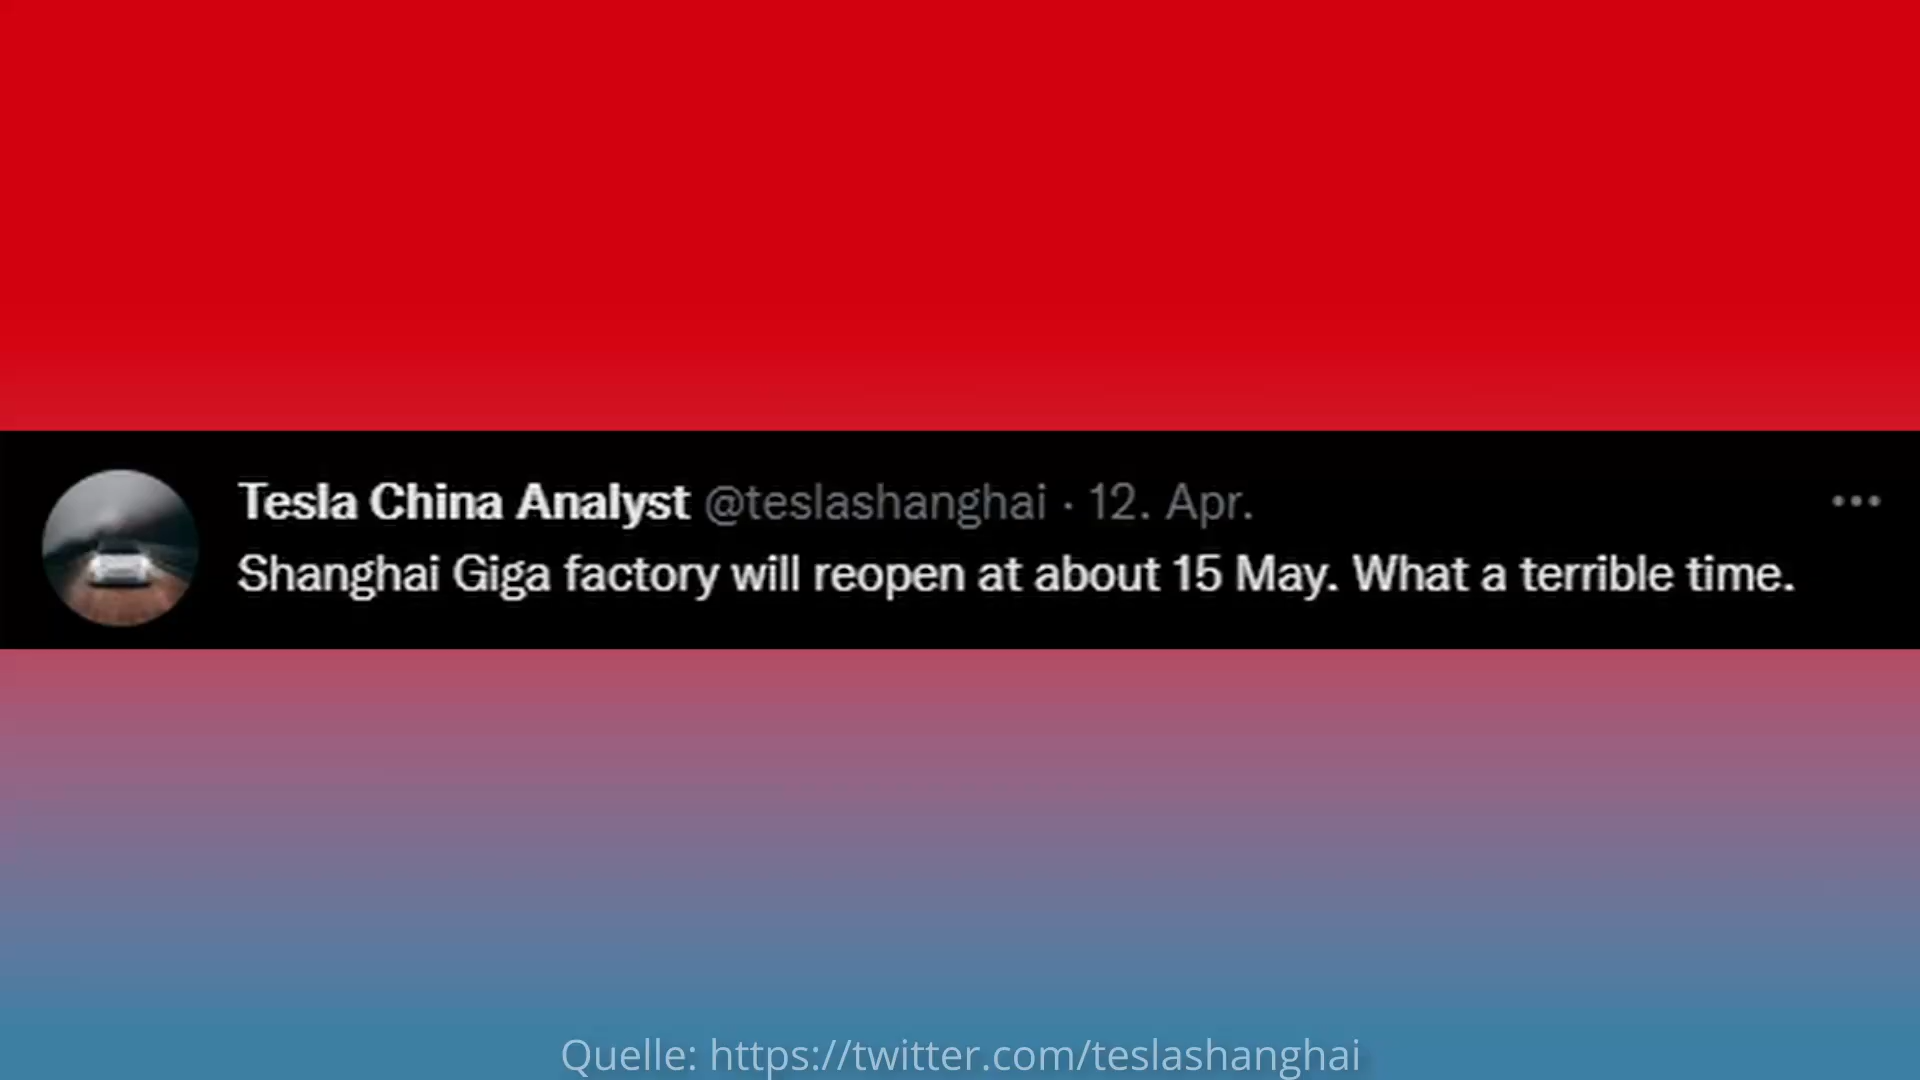 Tesla China Analyst @teslashanghai · 12. Apr.
Shanghai Giga factory will reopen at about 15 May. What a terrible time.
Quelle: https://twitter.com/teslashanghai